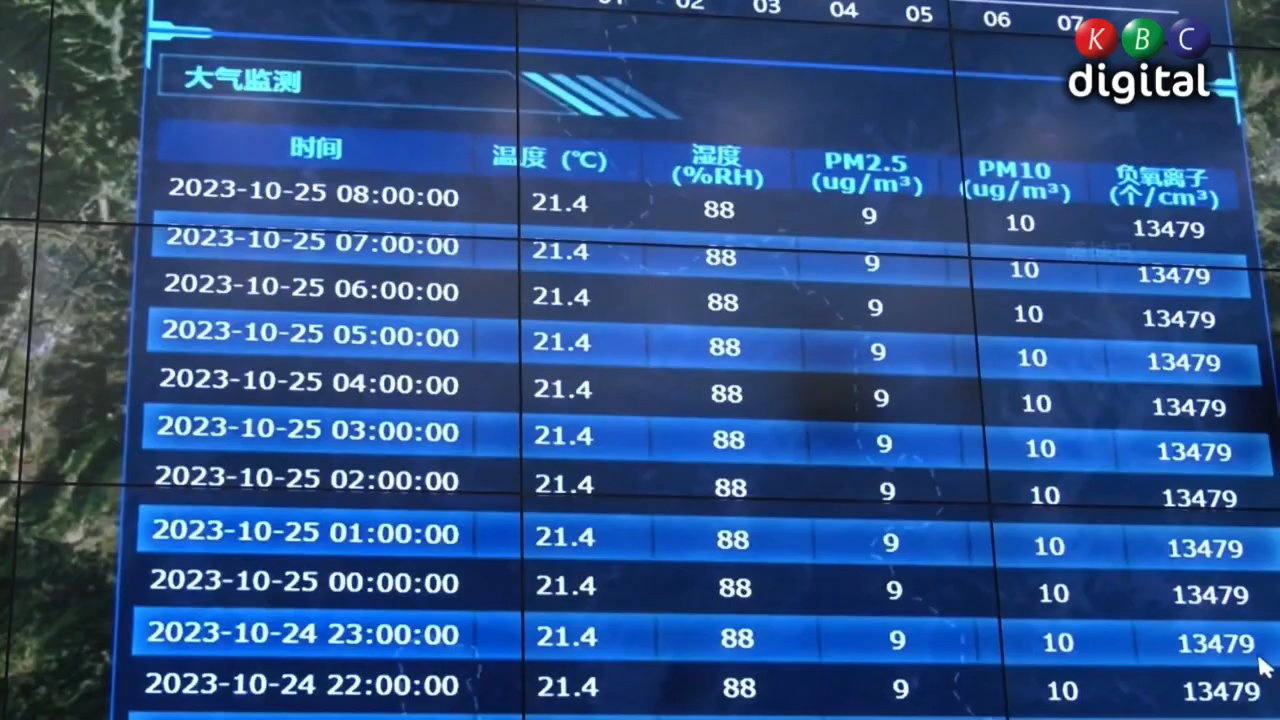 02 03 04 05 06 07
K B C
digital
大气监测
时间 温度 (℃) 湿度 (%RH) PM2.5 (ug/m³) PM10 (ug/m³) 负氧离子 (个/cm³)
2023-10-25 08:00:00 21.4 88 9 10 13479
2023-10-25 07:00:00 21.4 88 9 10 13479
2023-10-25 06:00:00 21.4 88 9 10 13479
2023-10-25 05:00:00 21.4 88 9 10 13479
2023-10-25 04:00:00 21.4 88 9 10 13479
2023-10-25 03:00:00 21.4 88 9 10 13479
2023-10-25 02:00:00 21.4 88 9 10 13479
2023-10-25 01:00:00 21.4 88 9 10 13479
2023-10-25 00:00:00 21.4 88 9 10 13479
2023-10-24 23:00:00 21.4 88 9 10 13479
2023-10-24 22:00:00 21.4 88 9 10 13479